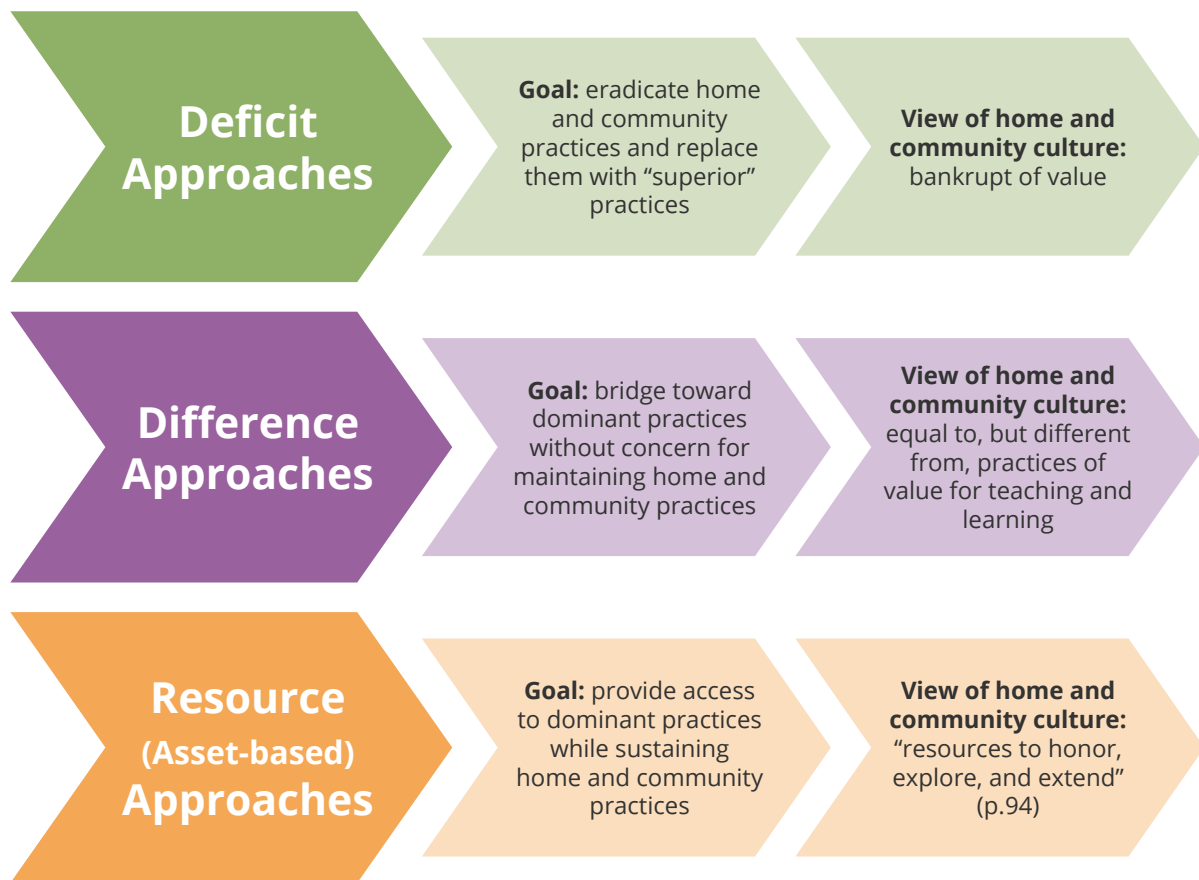 Deficit
Approaches
Goal: eradicate home
and community
practices and replace
them with “superior”
practices
View of home and
community culture:
bankrupt of value
Difference
Approaches
Goal: bridge toward
dominant practices
without concern for
maintaining home and
community practices
View of home and
community culture:
equal to, but different
from, practices of
value for teaching and
learning
Resource
(Asset-based)
Approaches
Goal: provide access
to dominant practices
while sustaining
home and community
practices
View of home and
community culture:
“resources to honor,
explore, and extend”
(p.94)